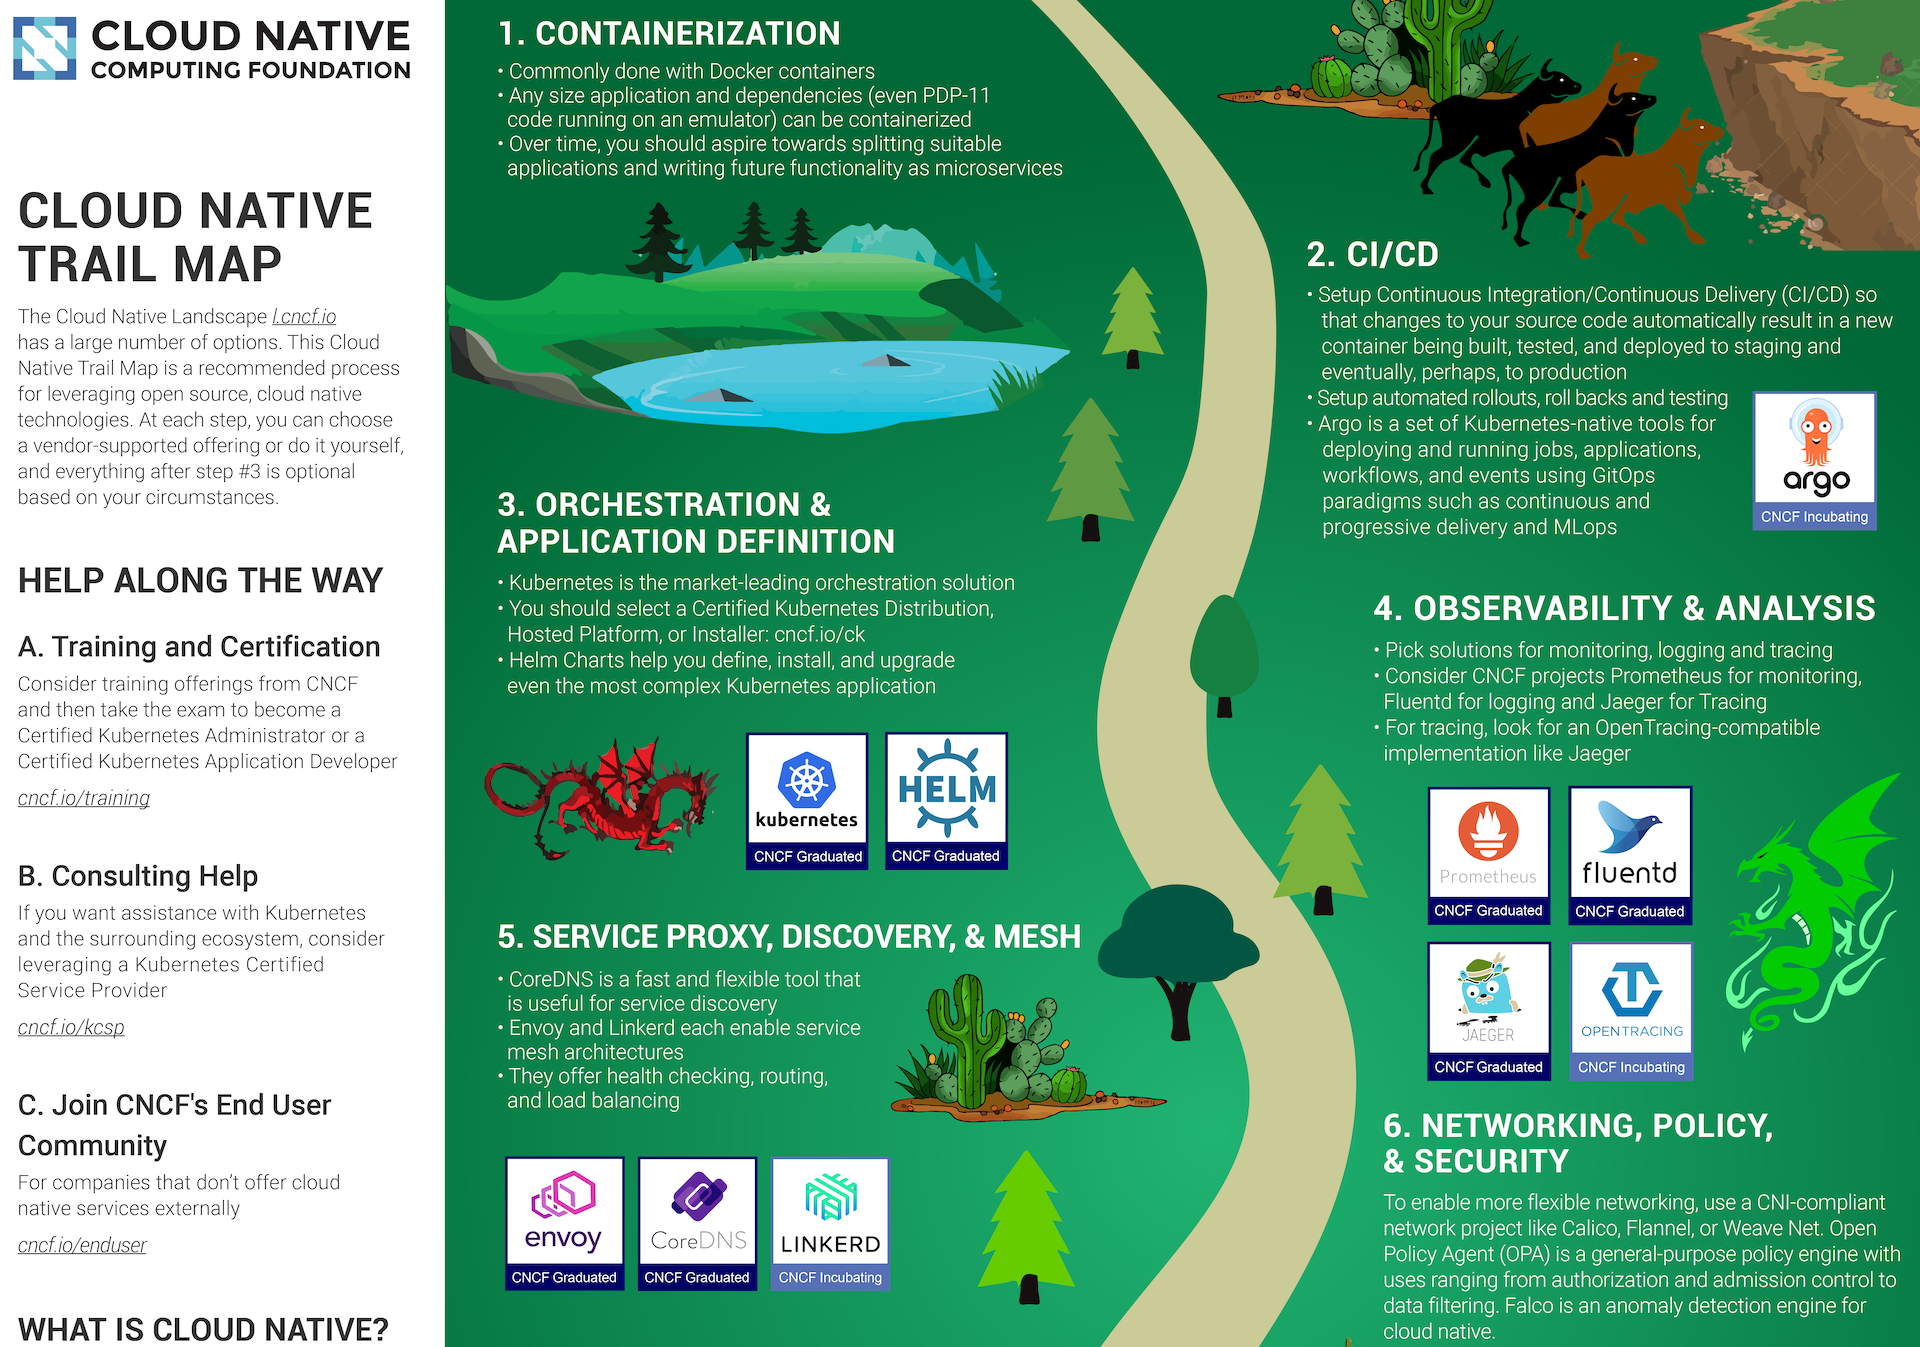 CLOUD NATIVE
COMPUTING FOUNDATION
CLOUD NATIVE
TRAIL MAP
The Cloud Native Landscape l.cncf.io
has a large number of options. This Cloud
Native Trail Map is a recommended process
for leveraging open source, cloud native
technologies. At each step, you can choose
a vendor-supported offering or do it yourself,
and everything after step #3 is optional
based on your circumstances.
HELP ALONG THE WAY
A. Training and Certification
Consider training offerings from CNCF
and then take the exam to become a
Certified Kubernetes Administrator or a
Certified Kubernetes Application Developer
cncf.io/training
B. Consulting Help
If you want assistance with Kubernetes
and the surrounding ecosystem, consider
leveraging a Kubernetes Certified
Service Provider
cncf.io/kcsp
C. Join CNCF's End User
Community
For companies that don't offer cloud
native services externally
cncf.io/enduser
WHAT IS CLOUD NATIVE?
1. CONTAINERIZATION
• Commonly done with Docker containers
• Any size application and dependencies (even PDP-11
code running on an emulator) can be containerized
• Over time, you should aspire towards splitting suitable
applications and writing future functionality as microservices
2. CI/CD
• Setup Continuous Integration/Continuous Delivery (CI/CD) so
that changes to your source code automatically result in a new
container being built, tested, and deployed to staging and
eventually, perhaps, to production
• Setup automated rollouts, roll backs and testing
• Argo is a set of Kubernetes-native tools for
deploying and running jobs, applications,
workflows, and events using GitOps
paradigms such as continuous and
progressive delivery and MLops
argo
CNCF Incubating
3. ORCHESTRATION &
APPLICATION DEFINITION
• Kubernetes is the market-leading orchestration solution
• You should select a Certified Kubernetes Distribution,
Hosted Platform, or Installer: cncf.io/ck
• Helm Charts help you define, install, and upgrade
even the most complex Kubernetes application
kubernetes
CNCF Graduated
HELM
CNCF Graduated
4. OBSERVABILITY & ANALYSIS
• Pick solutions for monitoring, logging and tracing
• Consider CNCF projects Prometheus for monitoring,
Fluentd for logging and Jaeger for Tracing
• For tracing, look for an OpenTracing-compatible
implementation like Jaeger
Prometheus
CNCF Graduated
fluentd
CNCF Graduated
JAEGER
CNCF Graduated
OPENTRACING
CNCF Incubating
5. SERVICE PROXY, DISCOVERY, & MESH
• CoreDNS is a fast and flexible tool that
is useful for service discovery
• Envoy and Linkerd each enable service
mesh architectures
• They offer health checking, routing,
and load balancing
envoy
CNCF Graduated
CoreDNS
CNCF Graduated
LINKERD
CNCF Incubating
6. NETWORKING, POLICY,
& SECURITY
To enable more flexible networking, use a CNI-compliant
network project like Calico, Flannel, or Weave Net. Open
Policy Agent (OPA) is a general-purpose policy engine with
uses ranging from authorization and admission control to
data filtering. Falco is an anomaly detection engine for
cloud native.